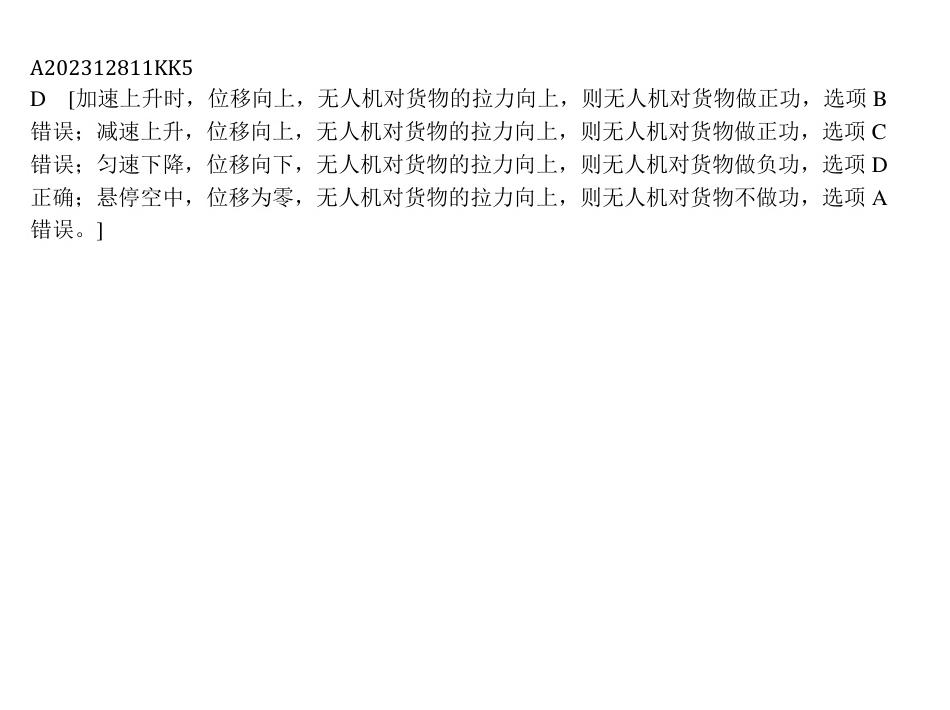 A202312811KK5
D　[加速上升时，位移向上，无人机对货物的拉力向上，则无人机对货物做正功，选项 B
错误；减速上升，位移向上，无人机对货物的拉力向上，则无人机对货物做正功，选项 C
错误；匀速下降，位移向下，无人机对货物的拉力向上，则无人机对货物做负功，选项 D
正确；悬停空中，位移为零，无人机对货物的拉力向上，则无人机对货物不做功，选项 A
错误。]